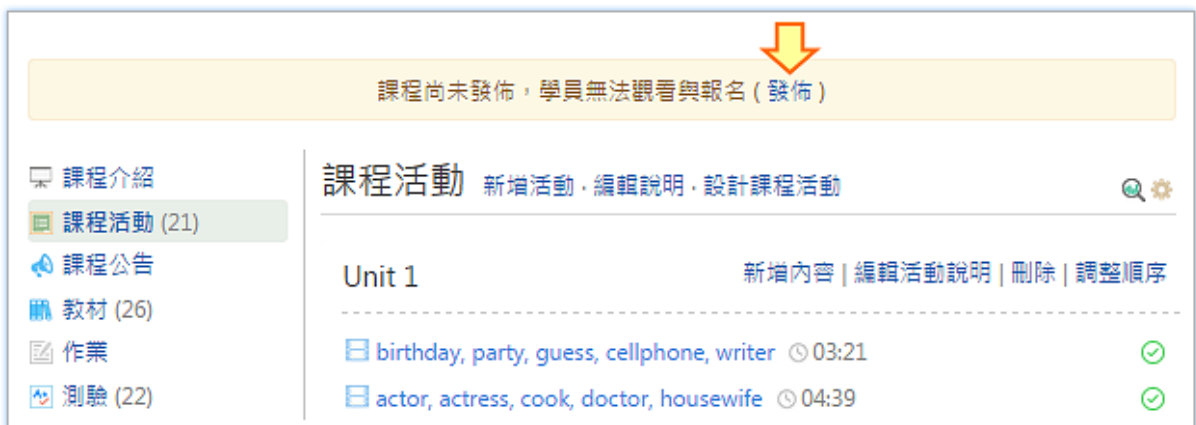 課程尚未發佈，學員無法觀看與報名 ( 發佈 )
課程介紹
課程活動 (21)
課程公告
教材 (26)
作業
測驗 (22)
課程活動 新增活動 · 編輯說明 · 設計課程活動
Unit 1 新增內容 | 編輯活動說明 | 刪除 | 調整順序
birthday, party, guess, cellphone, writer 03:21
actor, actress, cook, doctor, housewife 04:39